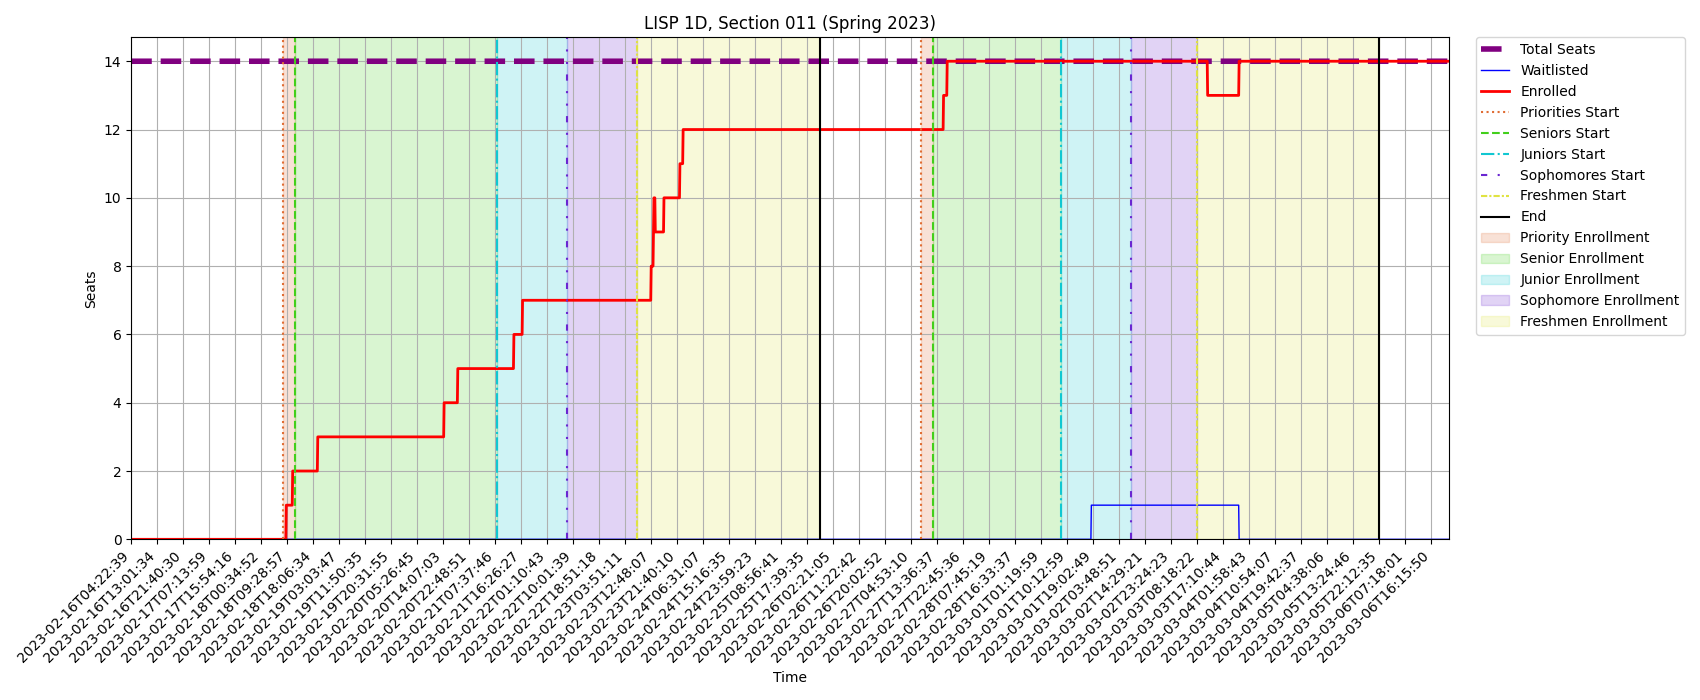 LISP 1D, Section 011 (Spring 2023)
Seats
14
12
10
8
6
4
2
0
2023-02-16T04:22:39
2023-02-16T13:01:34
2023-02-16T21:40:30
2023-02-17T07:13:59
2023-02-17T15:54:16
2023-02-18T00:34:52
2023-02-18T09:28:57
2023-02-18T18:06:34
2023-02-19T03:03:47
2023-02-19T11:50:35
2023-02-19T20:31:55
2023-02-20T05:26:45
2023-02-20T14:07:03
2023-02-20T22:48:51
2023-02-21T07:37:46
2023-02-21T16:26:27
2023-02-22T01:10:43
2023-02-22T10:01:39
2023-02-22T18:51:18
2023-02-23T03:51:11
2023-02-23T12:48:07
2023-02-23T21:40:10
2023-02-24T06:31:07
2023-02-24T15:16:35
2023-02-24T23:59:23
2023-02-25T08:56:41
2023-02-25T17:39:35
2023-02-26T02:21:05
2023-02-26T11:22:42
2023-02-26T20:02:52
2023-02-27T04:53:10
2023-02-27T13:36:37
2023-02-27T22:45:36
2023-02-28T07:45:19
2023-02-28T16:33:37
2023-03-01T01:19:59
2023-03-01T10:12:59
2023-03-01T19:02:49
2023-03-02T03:48:51
2023-03-02T14:29:21
2023-03-02T23:24:23
2023-03-03T08:18:22
2023-03-03T17:10:44
2023-03-04T01:58:43
2023-03-04T10:54:07
2023-03-04T19:42:37
2023-03-05T04:38:06
2023-03-05T13:24:46
2023-03-05T22:12:35
2023-03-06T07:18:01
2023-03-06T16:15:50
Time
Total Seats
Waitlisted
Enrolled
Priorities Start
Seniors Start
Juniors Start
Sophomores Start
Freshmen Start
End
Priority Enrollment
Senior Enrollment
Junior Enrollment
Sophomore Enrollment
Freshmen Enrollment